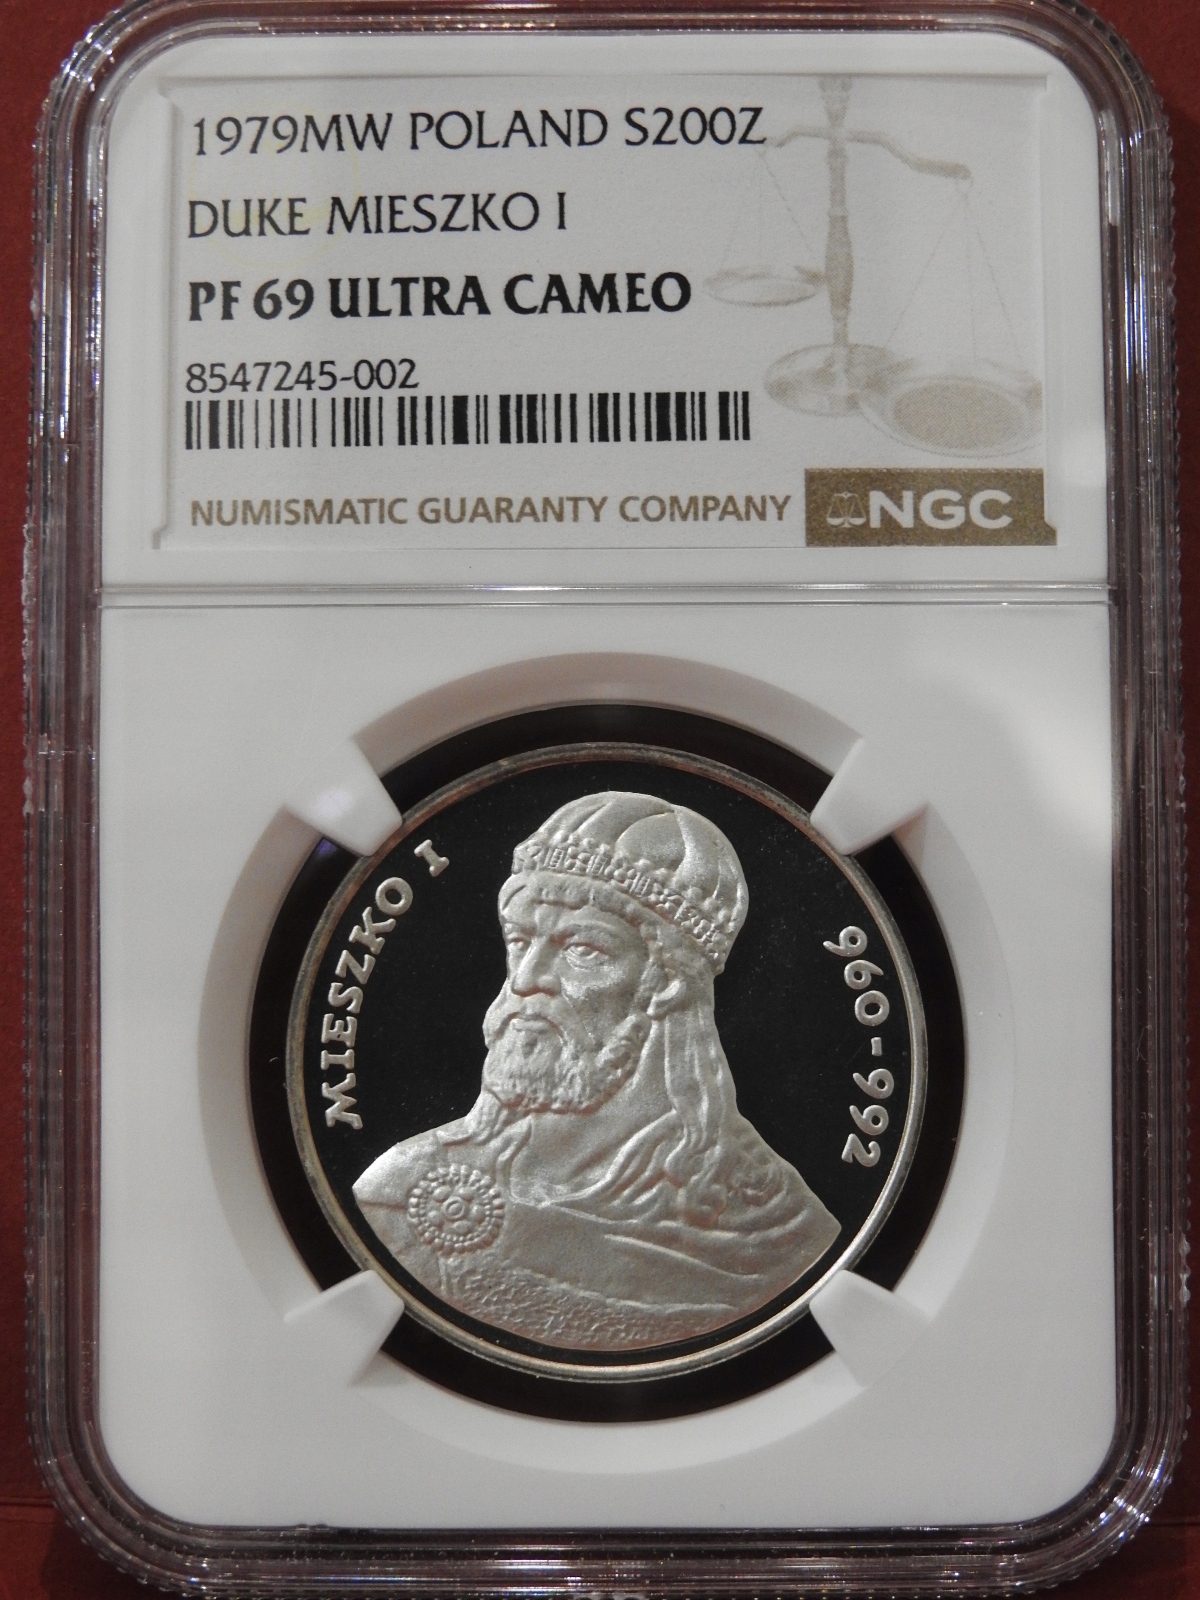 1979MW POLAND S200Z
DUKE MIESZKO I
PF 69 ULTRA CAMEO
8547245-002
NUMISMATIC GUARANTY COMPANY
NGC
MIESZKO I
960-992